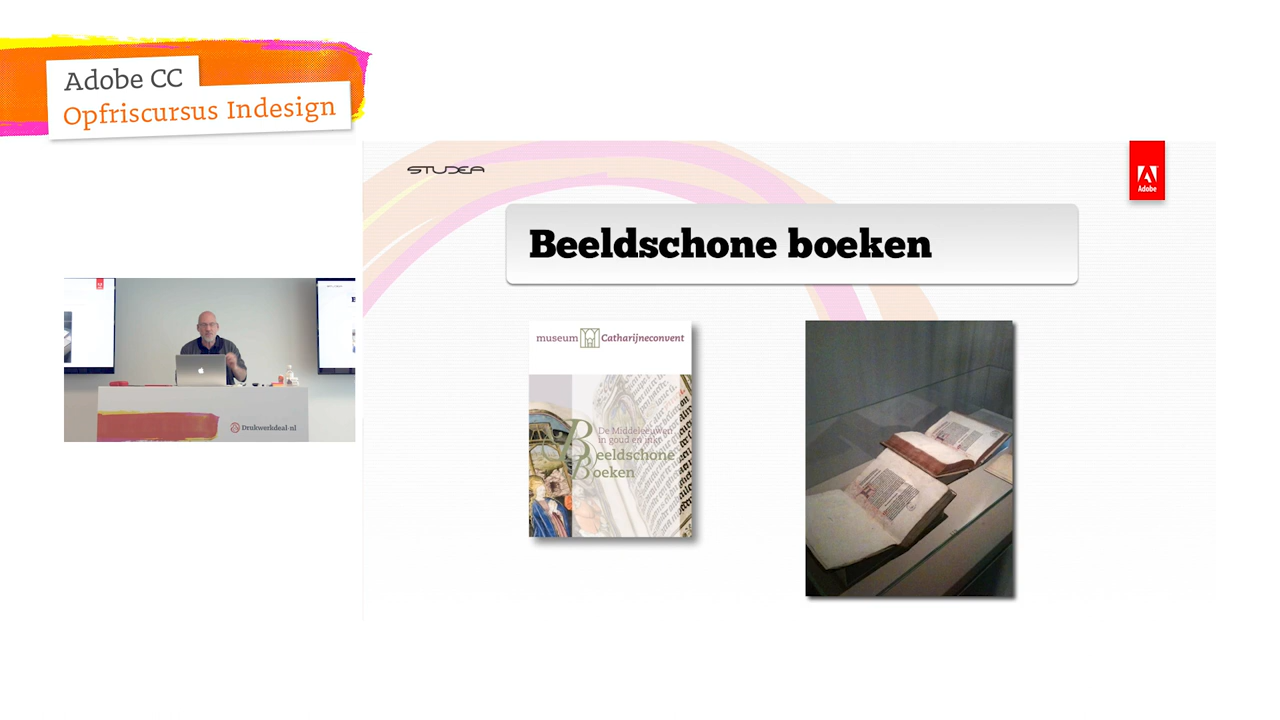 Adobe CC
Opfriscursus Indesign
STUDEA
Adobe
Beeldschone boeken
museum Catharijneconvent
De Middeleeuwen
in goud en inkt
Beeldschone
Boeken
Drukwerkdeal.nl